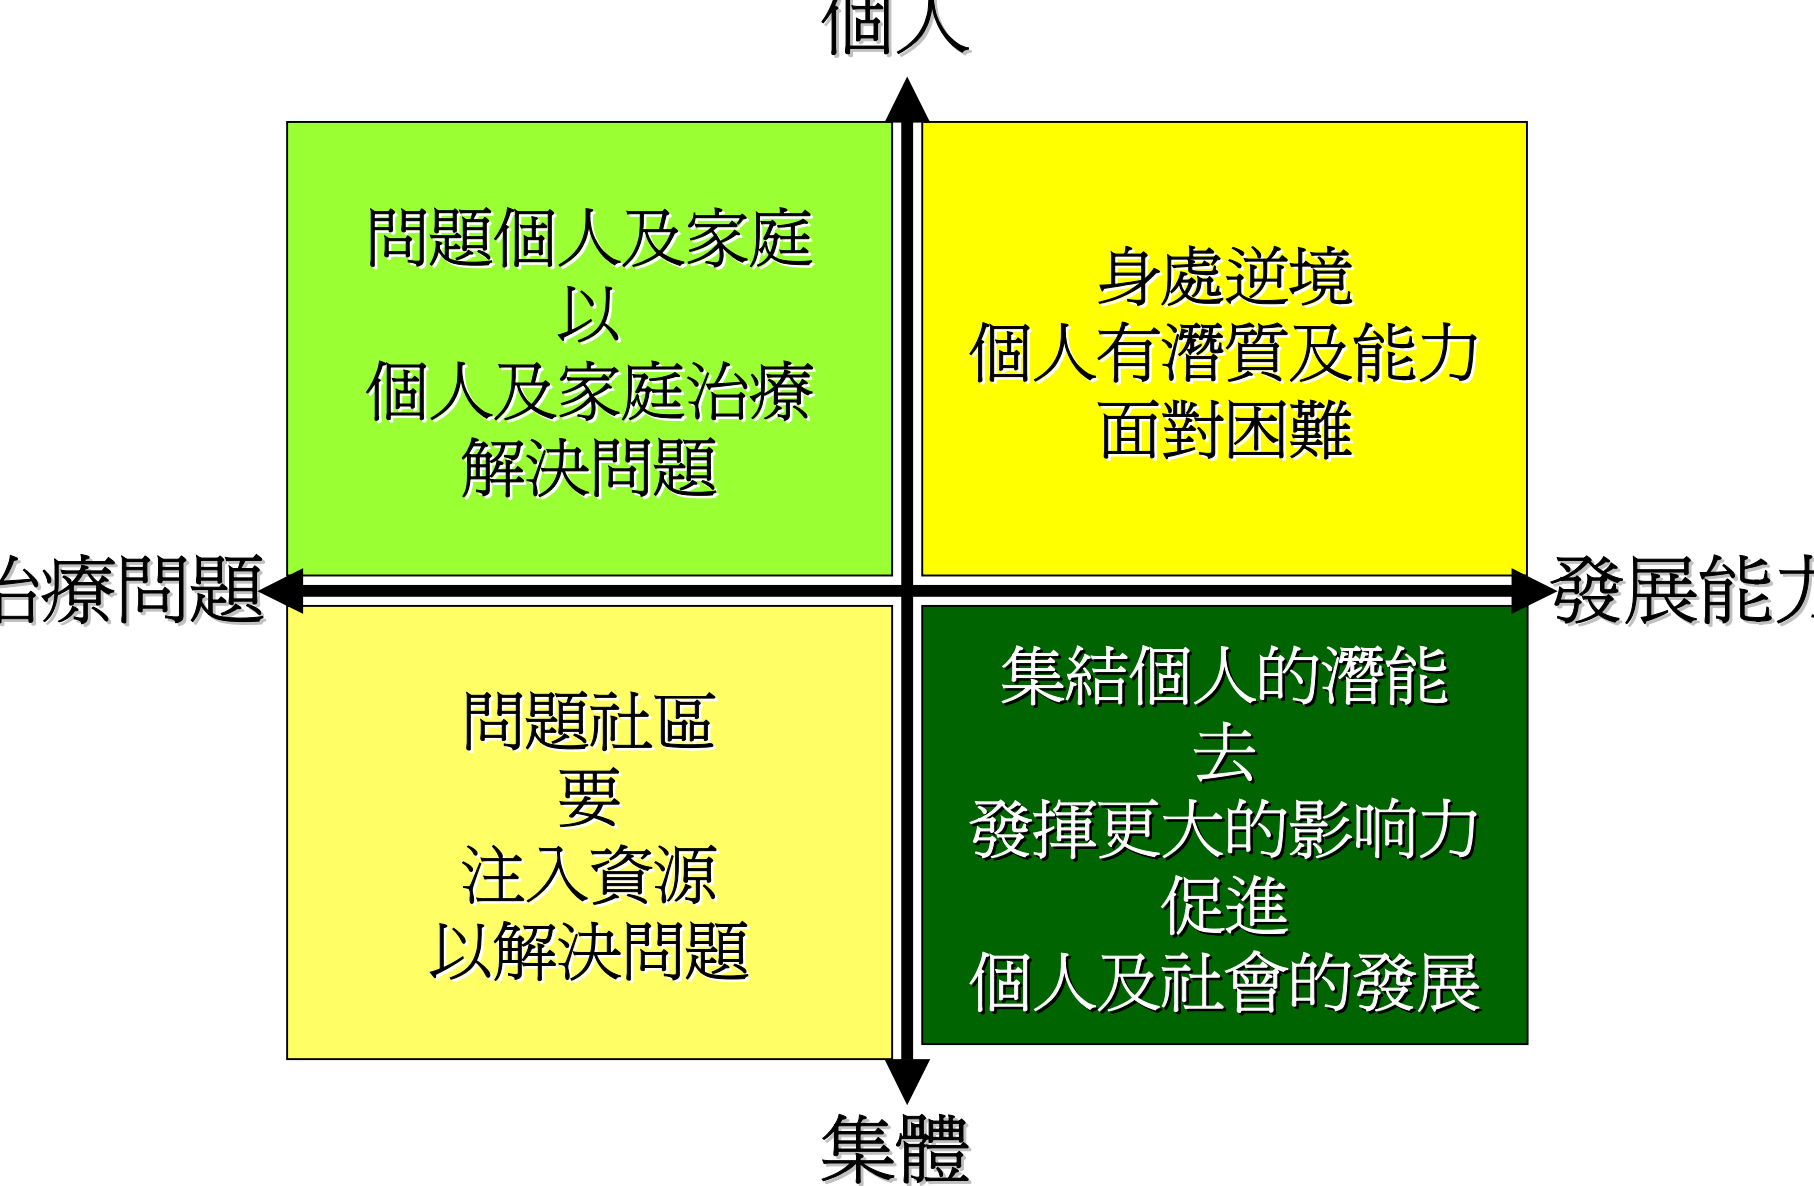 個人
問題個人及家庭
以
個人及家庭治療
解決問題
身處逆境
個人有潛質及能力
面對困難
治療問題
發展能力
問題社區
要
注入資源
以解決問題
集結個人的潛能
去
發揮更大的影响力
促進
個人及社會的發展
集體